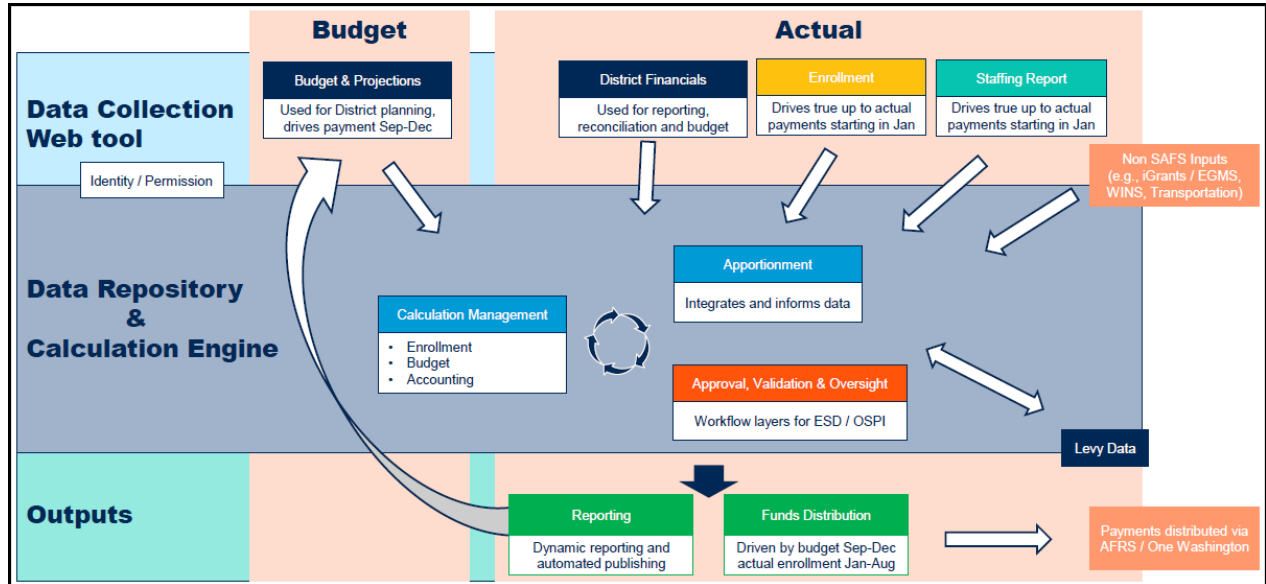 Budget
Actual
Data Collection
Web tool
Identity / Permission
Budget & Projections
Used for District planning,
drives payment Sep-Dec
District Financials
Used for reporting,
reconciliation and budget
Enrollment
Drives true up to actual
payments starting in Jan
Staffing Report
Drives true up to actual
payments starting in Jan
Non SAFS Inputs
(e.g., iGrants / EGMS,
WINS, Transportation)
Data Repository
&
Calculation Engine
Calculation Management
• Enrollment
• Budget
• Accounting
Apportionment
Integrates and informs data
Approval, Validation & Oversight
Workflow layers for ESD / OSPI
Levy Data
Outputs
Reporting
Dynamic reporting and
automated publishing
Funds Distribution
Driven by budget Sep-Dec
actual enrollment Jan-Aug
Payments distributed via
AFRS / One Washington